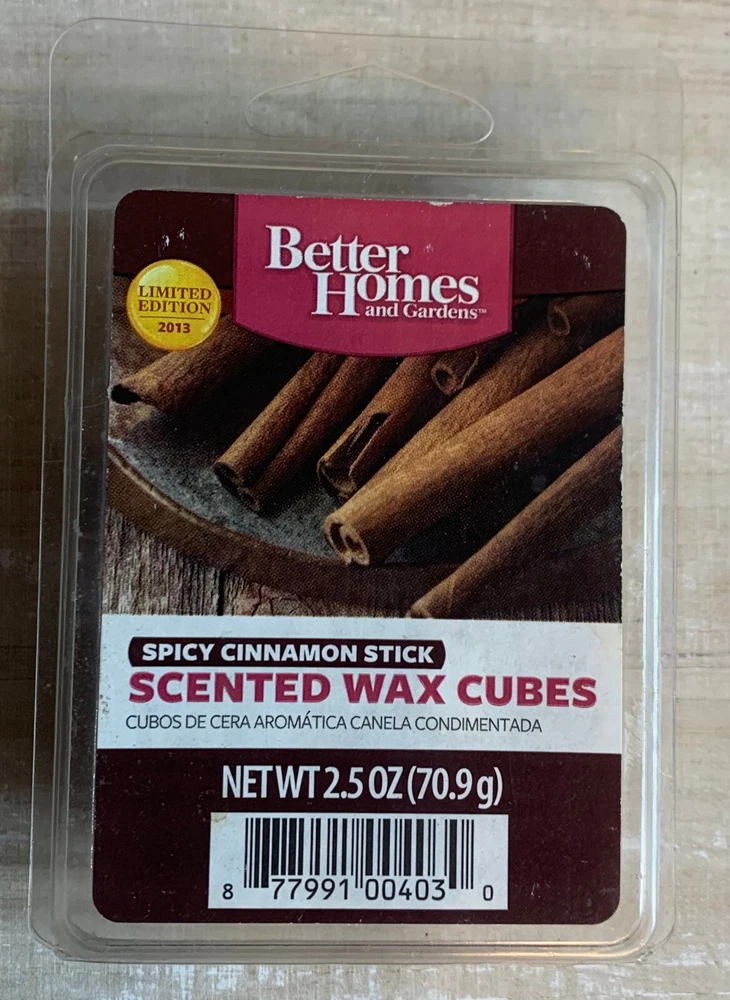 Better
Homes
and Gardens™
LIMITED
EDITION
2013
SPICY CINNAMON STICK
SCENTED WAX CUBES
CUBOS DE CERA AROMÁTICA CANELA CONDIMENTADA
NET WT 2.5 OZ (70.9 g)
8 77991 00403 0